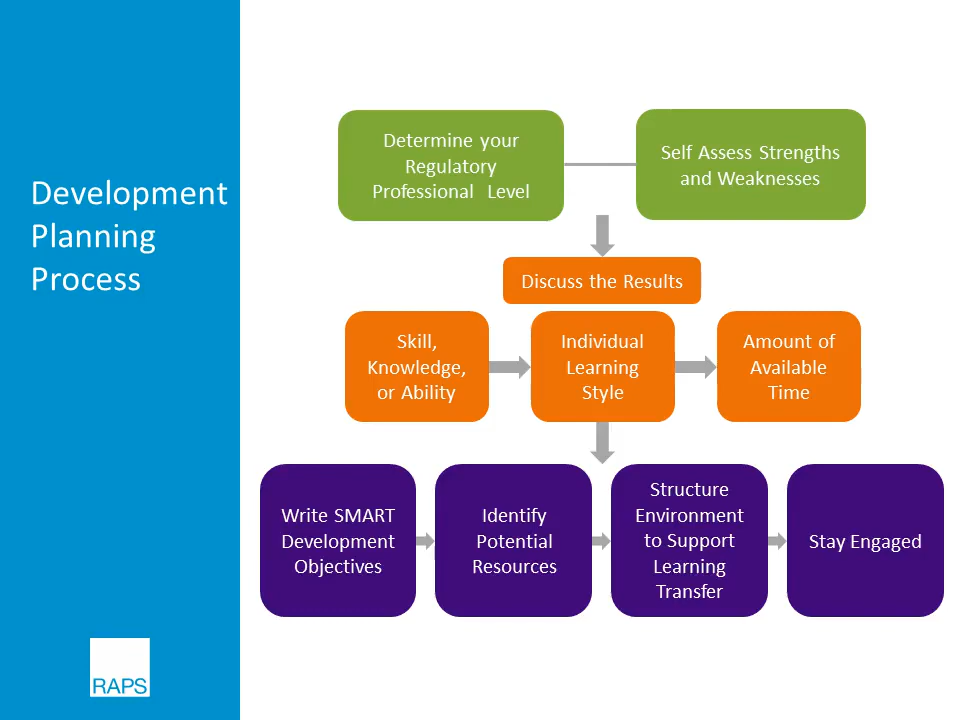 Development
Planning
Process
Determine your
Regulatory
Professional Level
Self Assess Strengths
and Weaknesses
Discuss the Results
Skill,
Knowledge,
or Ability
Individual
Learning
Style
Amount of
Available
Time
Write SMART
Development
Objectives
Identify
Potential
Resources
Structure
Environment
to Support
Learning
Transfer
Stay Engaged
RAPS